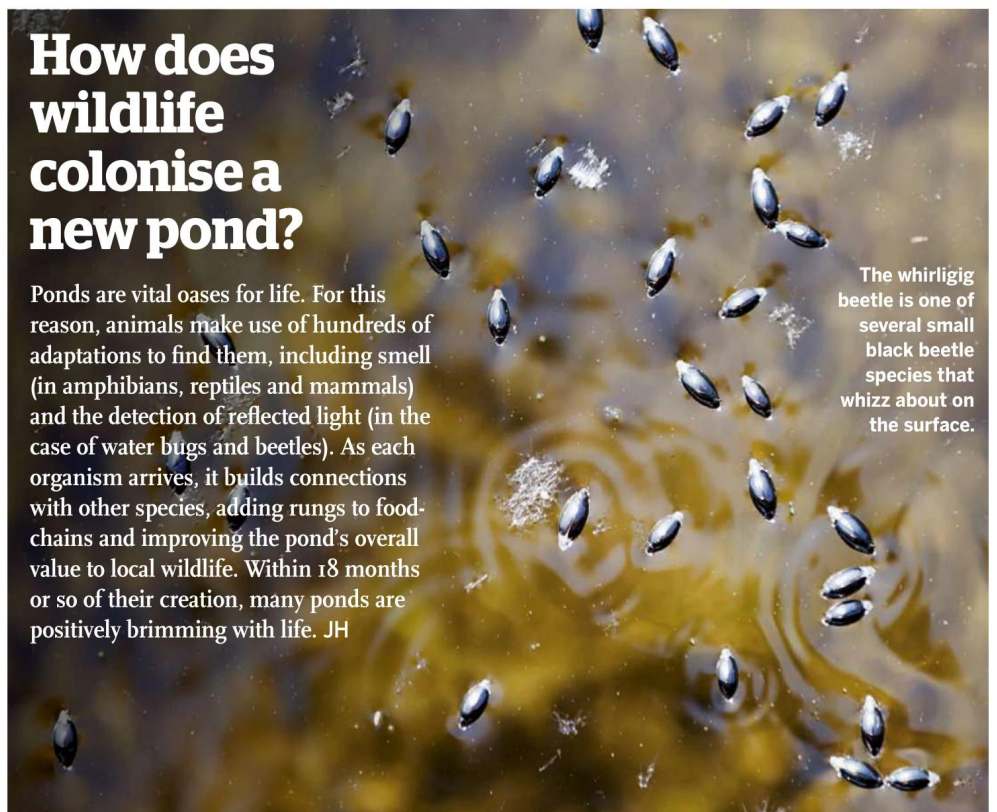 How does
wildlife
colonise a
new pond?
Ponds are vital oases for life. For this
reason, animals make use of hundreds of
adaptations to find them, including smell
(in amphibians, reptiles and mammals)
and the detection of reflected light (in the
case of water bugs and beetles). As each
organism arrives, it builds connections
with other species, adding rungs to food-
chains and improving the pond's overall
value to local wildlife. Within 18 months
or so of their creation, many ponds are
positively brimming with life. JH
The whirligig
beetle is one of
several small
black beetle
species that
whizz about on
the surface.